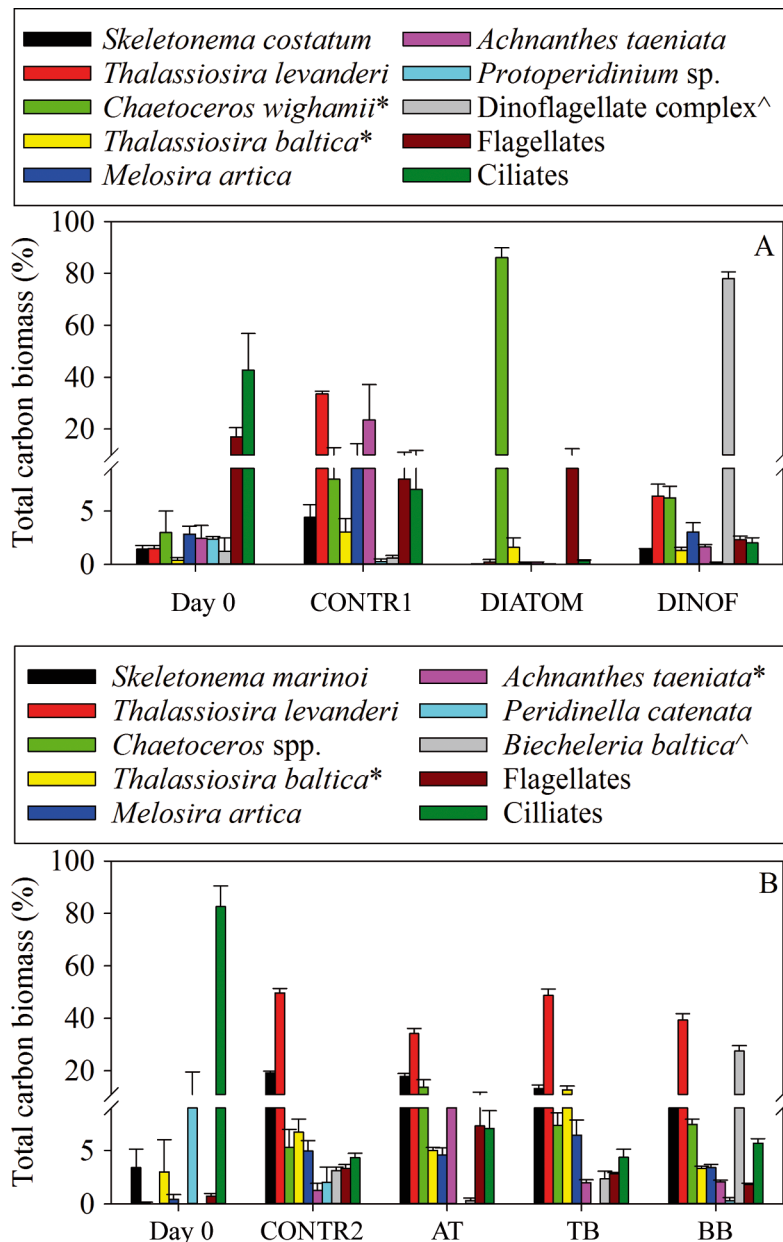 Skeletonema costatum
Thalassiosira levanderi
Chaetoceros wighamii*
Thalassiosira baltica*
Melosira artica
Achnanthes taeniata
Protoperidinium sp.
Dinoflagellate complex^
Flagellates
Ciliates
A
Total carbon biomass (%)
100
80
60
40
20
5
0
Day 0 CONTR1 DIATOM DINOF
Skeletonema marinoi
Thalassiosira levanderi
Chaetoceros spp.
Thalassiosira baltica*
Melosira artica
Achnanthes taeniata*
Peridinella catenata
Biecheleria baltica^
Flagellates
Cilliates
B
Total carbon biomass (%)
100
80
60
40
20
5
0
Day 0 CONTR2 AT TB BB